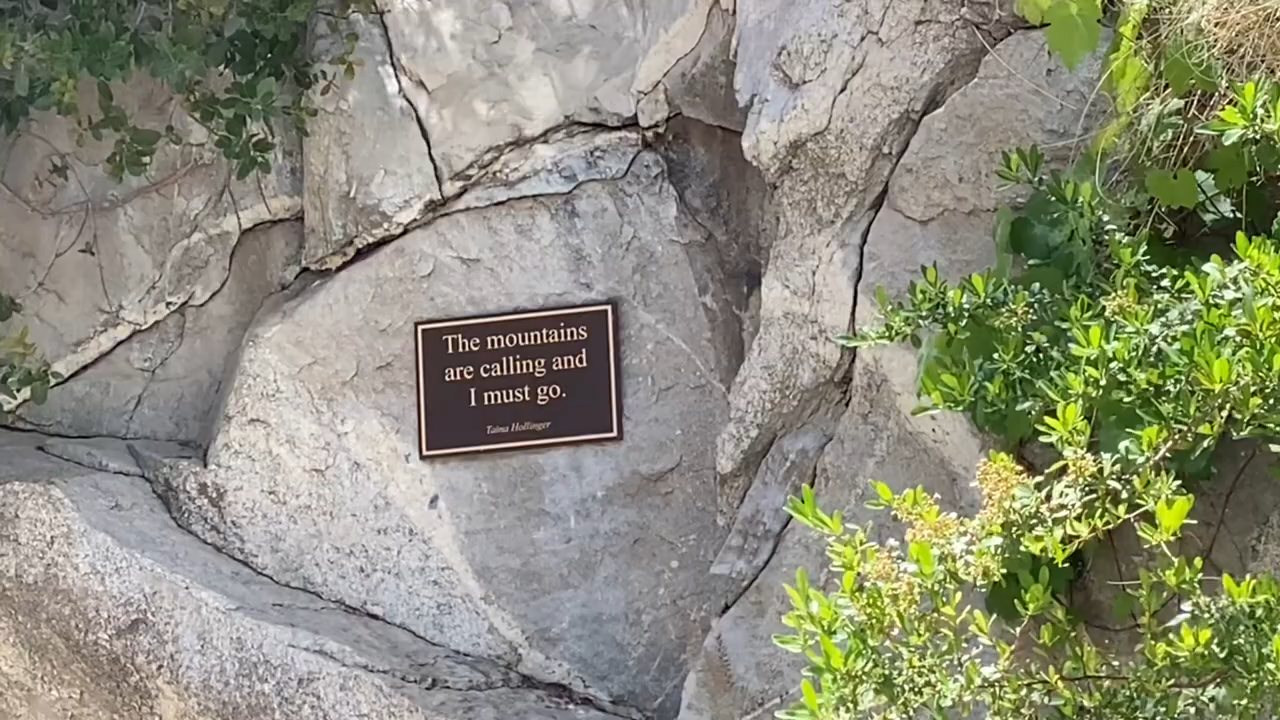 The mountains
are calling and
I must go.
Taina Hollinger